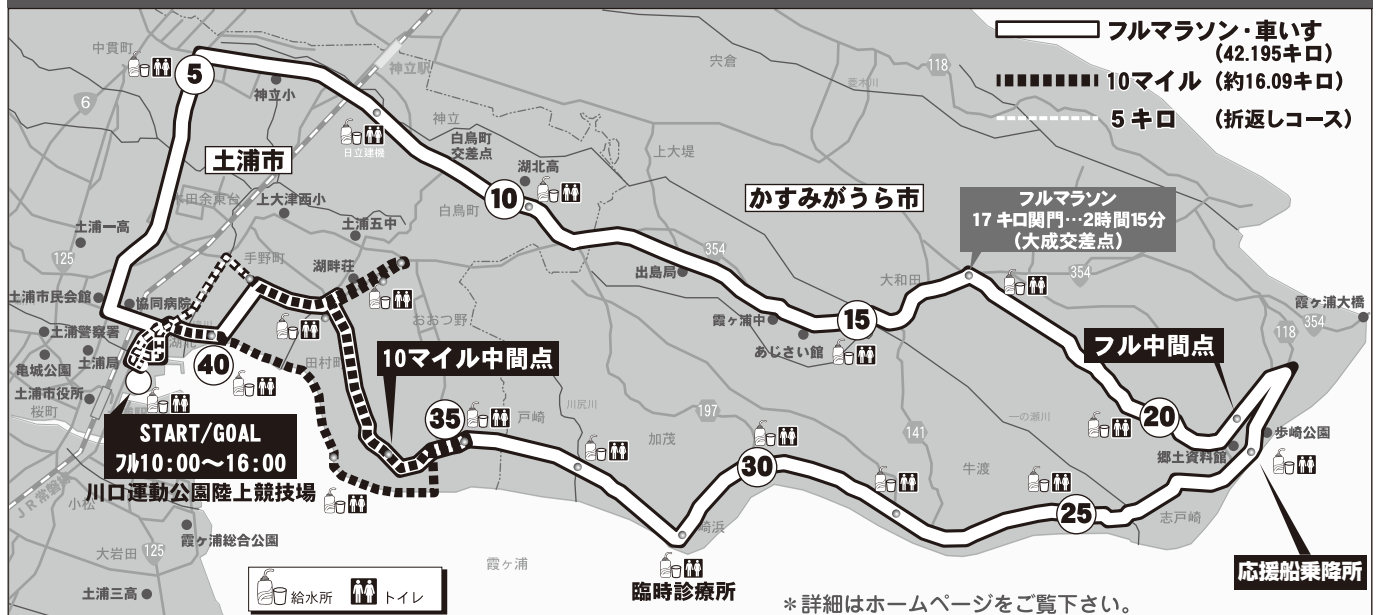 フルマラソン・車いす
(42.195キロ)
10マイル (約16.09キロ)
5キロ (折返しコース)
中貫町
5
神立小
神立駅
宍倉
118
菱木川
6
神立
日立建機
白鳥町
交差点
上大堤
土浦市
湖北高
10
かすみがうら市
フルマラソン
17キロ関門…2時間15分
(大成交差点)
木田余東台
上大津西小
白鳥町
土浦一高
土浦五中
354
手野町
湖畔荘
出島局
大和田
354
125
土浦市民会館
協同病院
霞ヶ浦中
15
霞ヶ浦大橋
118
354
土浦警察署
おおつ野
あじさい館
土浦局
40
田村町
10マイル中間点
フル中間点
亀城公園
土浦市役所
桜町
35
戸崎
川尻川
197
一の瀬川
20
START/GOAL
フル10:00〜16:00
加茂
141
歩崎公園
郷土資料館
川口運動公園陸上競技場
30
牛渡
JR常磐線
小松
25
志戸崎
崎浜
霞ヶ浦総合公園
大岩田
125
霞ヶ浦
応援船乗降所
土浦三高
給水所
トイレ
臨時診療所
*詳細はホームページをご覧下さい。